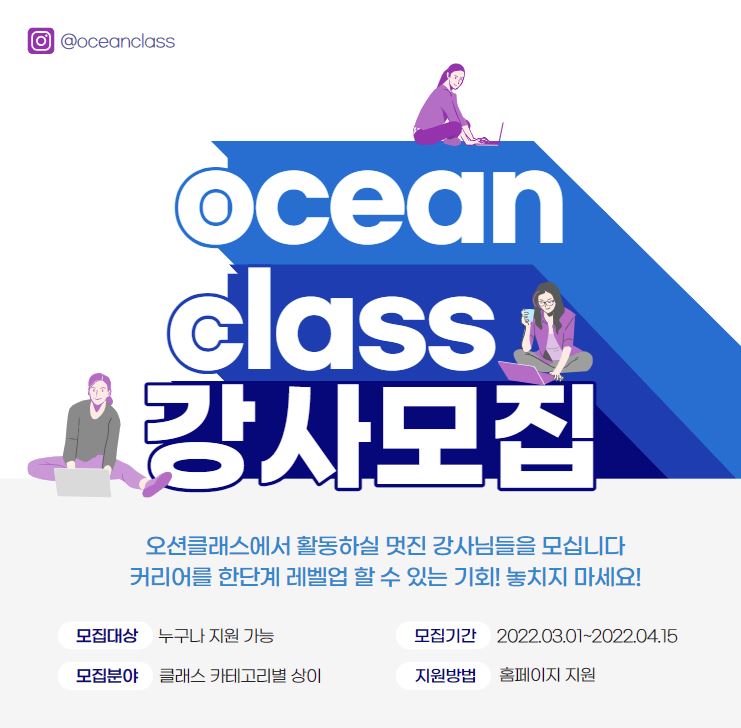 @oceanclass
ocean
class
강사모집
오션클래스에서 활동하실 멋진 강사님들을 모십니다
커리어를 한단계 레벨업 할 수 있는 기회! 놓치지 마세요!
모집대상 누구나 지원 가능
모집기간 2022.03.01~2022.04.15
모집분야 클래스 카테고리별 상이
지원방법 홈페이지 지원